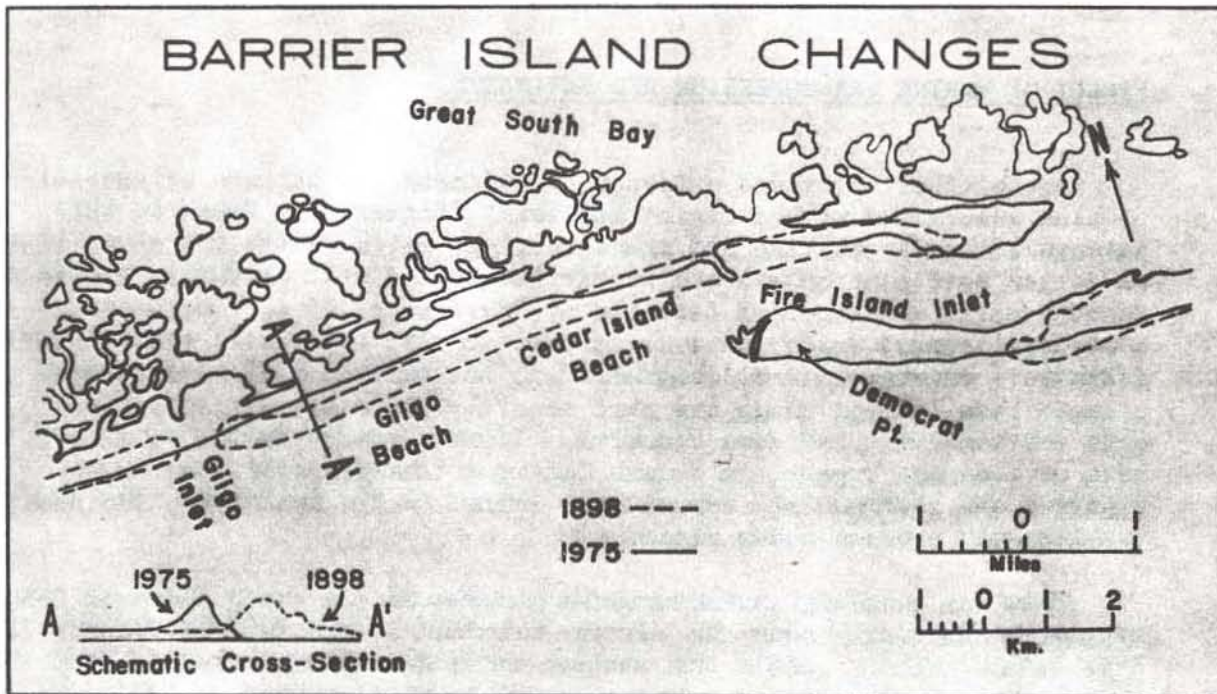 BARRIER ISLAND CHANGES
Great South Bay
N
Fire Island Inlet
Cedar Island
Beach
Democrat
Pt.
A
Gilgo
Beach
A'
Gilgo
Inlet
1898
1975
1 0 1
Miles
1 0 1 2
Km.
1975
1898
A
A'
Schematic Cross-Section